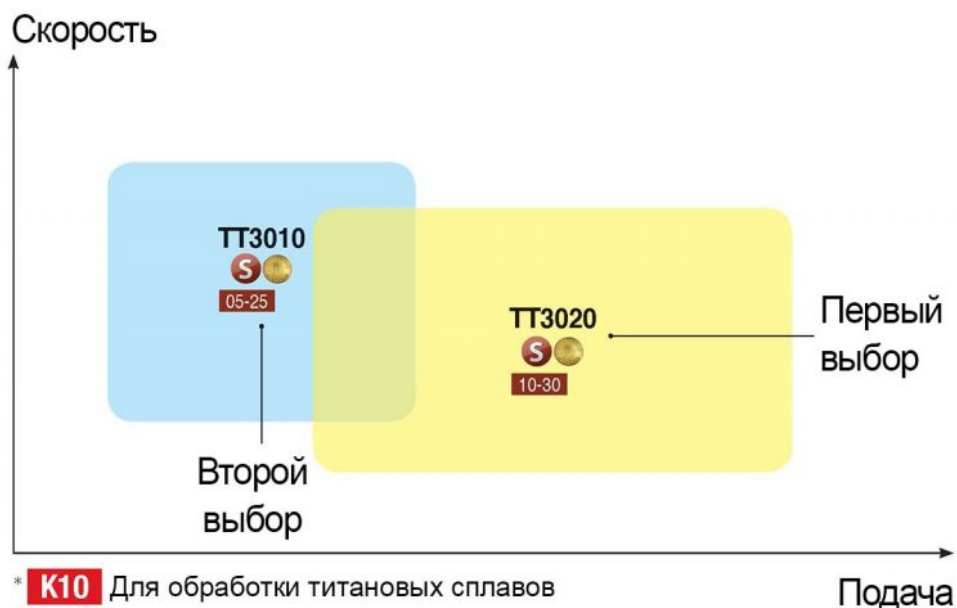 Скорость
TT3010
S
05-25
TT3020
S
10-30
Первый
выбор
Второй
выбор
* K10 Для обработки титановых сплавов
Подача